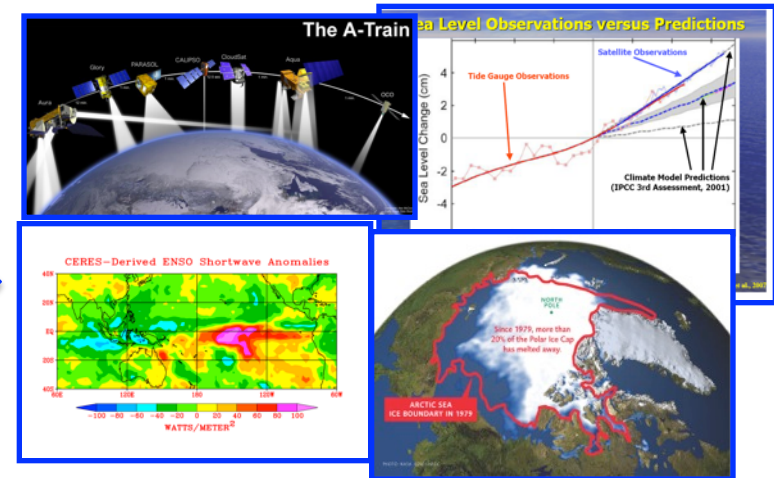 The A-Train
Glory
PARASOL
CALIPSO
CloudSat
Aqua
Aura
OCO
ea Level Observations versus Predictions
Satellite Observations
Tide Gauge Observations
Sea Level Change (cm)
4
2
0
-2
-4
Climate Model Predictions
(IPCC 3rd Assessment, 2001)
2007
CERES-Derived ENSO Shortwave Anomalies
40N
20N
EQ
20S
40S
60E
120E
180
120W
60W
-100 -80 -60 -40 -20 0 20 40 60 80 100
WATTS/METER2
NORTH
POLE
Since 1979, more than
20% of the Polar Ice Cap
has melted away.
ARCTIC SEA
ICE BOUNDARY IN 1979